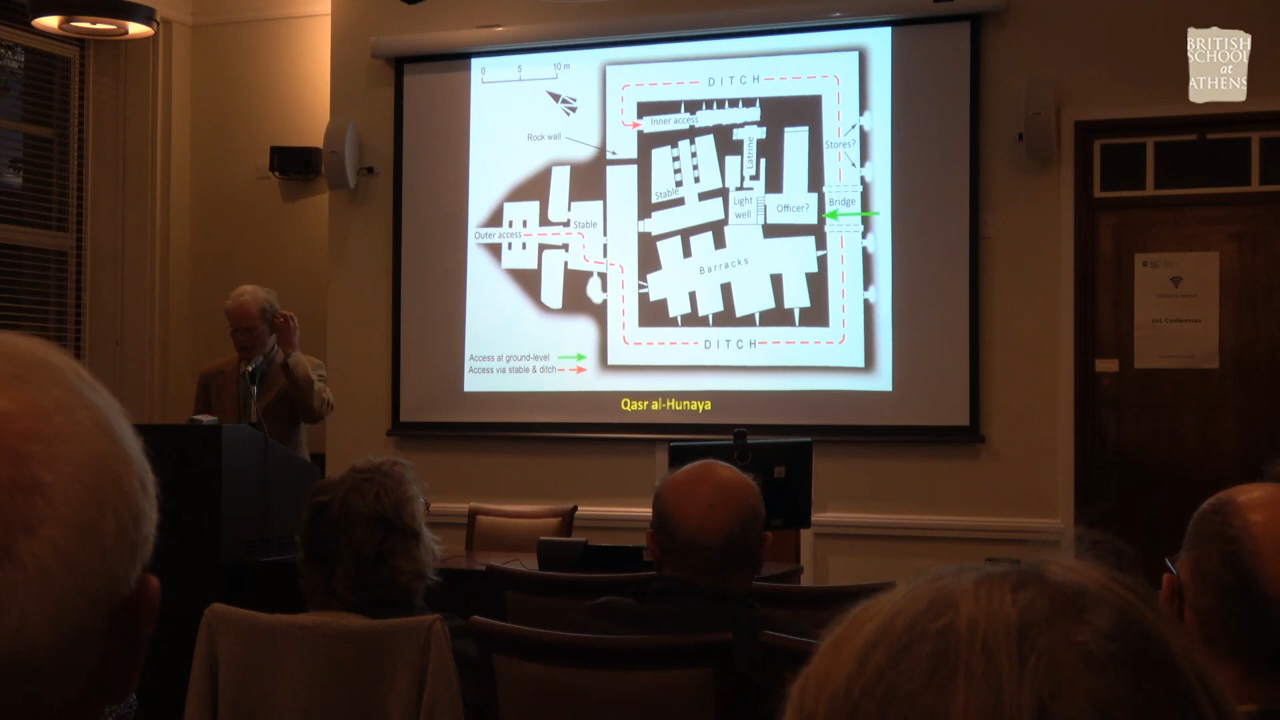 BRITISH
SCHOOL
at
ATHENS
0 5 10 m
DITCH
Inner access
Rock wall
Latrine
Stores?
Stable
Light
well
Officer?
Bridge
Stable
Outer access
Barracks
DITCH
Access at ground-level
Access via stable & ditch
Qasr al-Hunaya